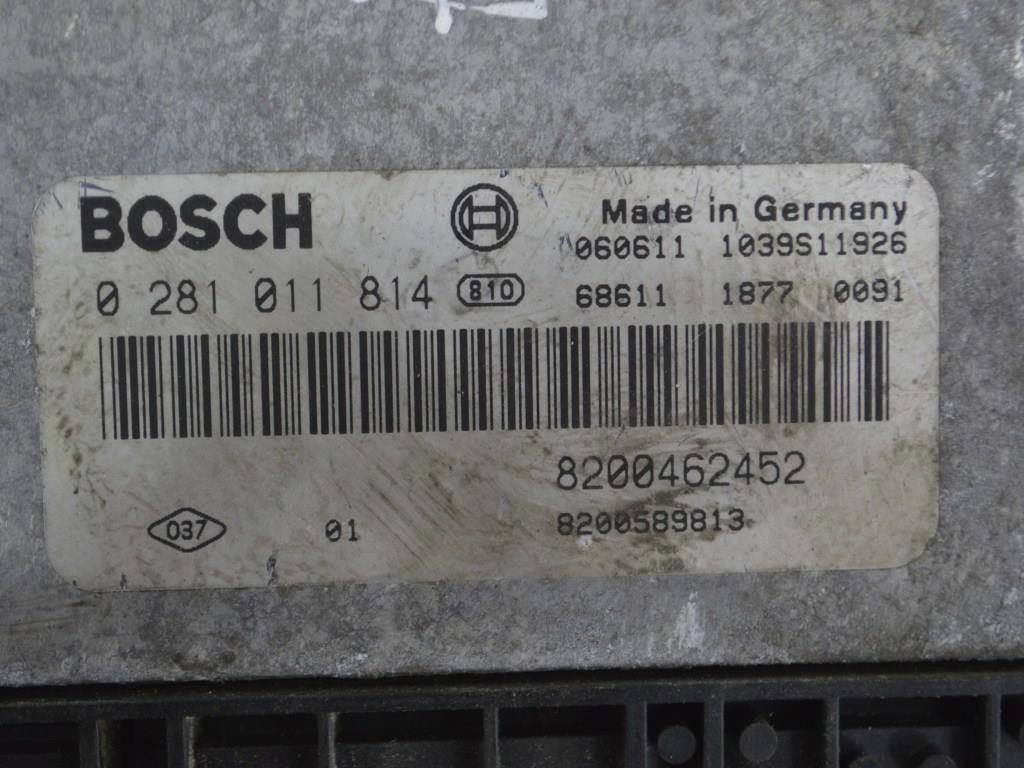 BOSCH
Made in Germany
060611 1039S11926
0 281 011 814 810
68611 1877 0091
8200462452
037 01
8200589813